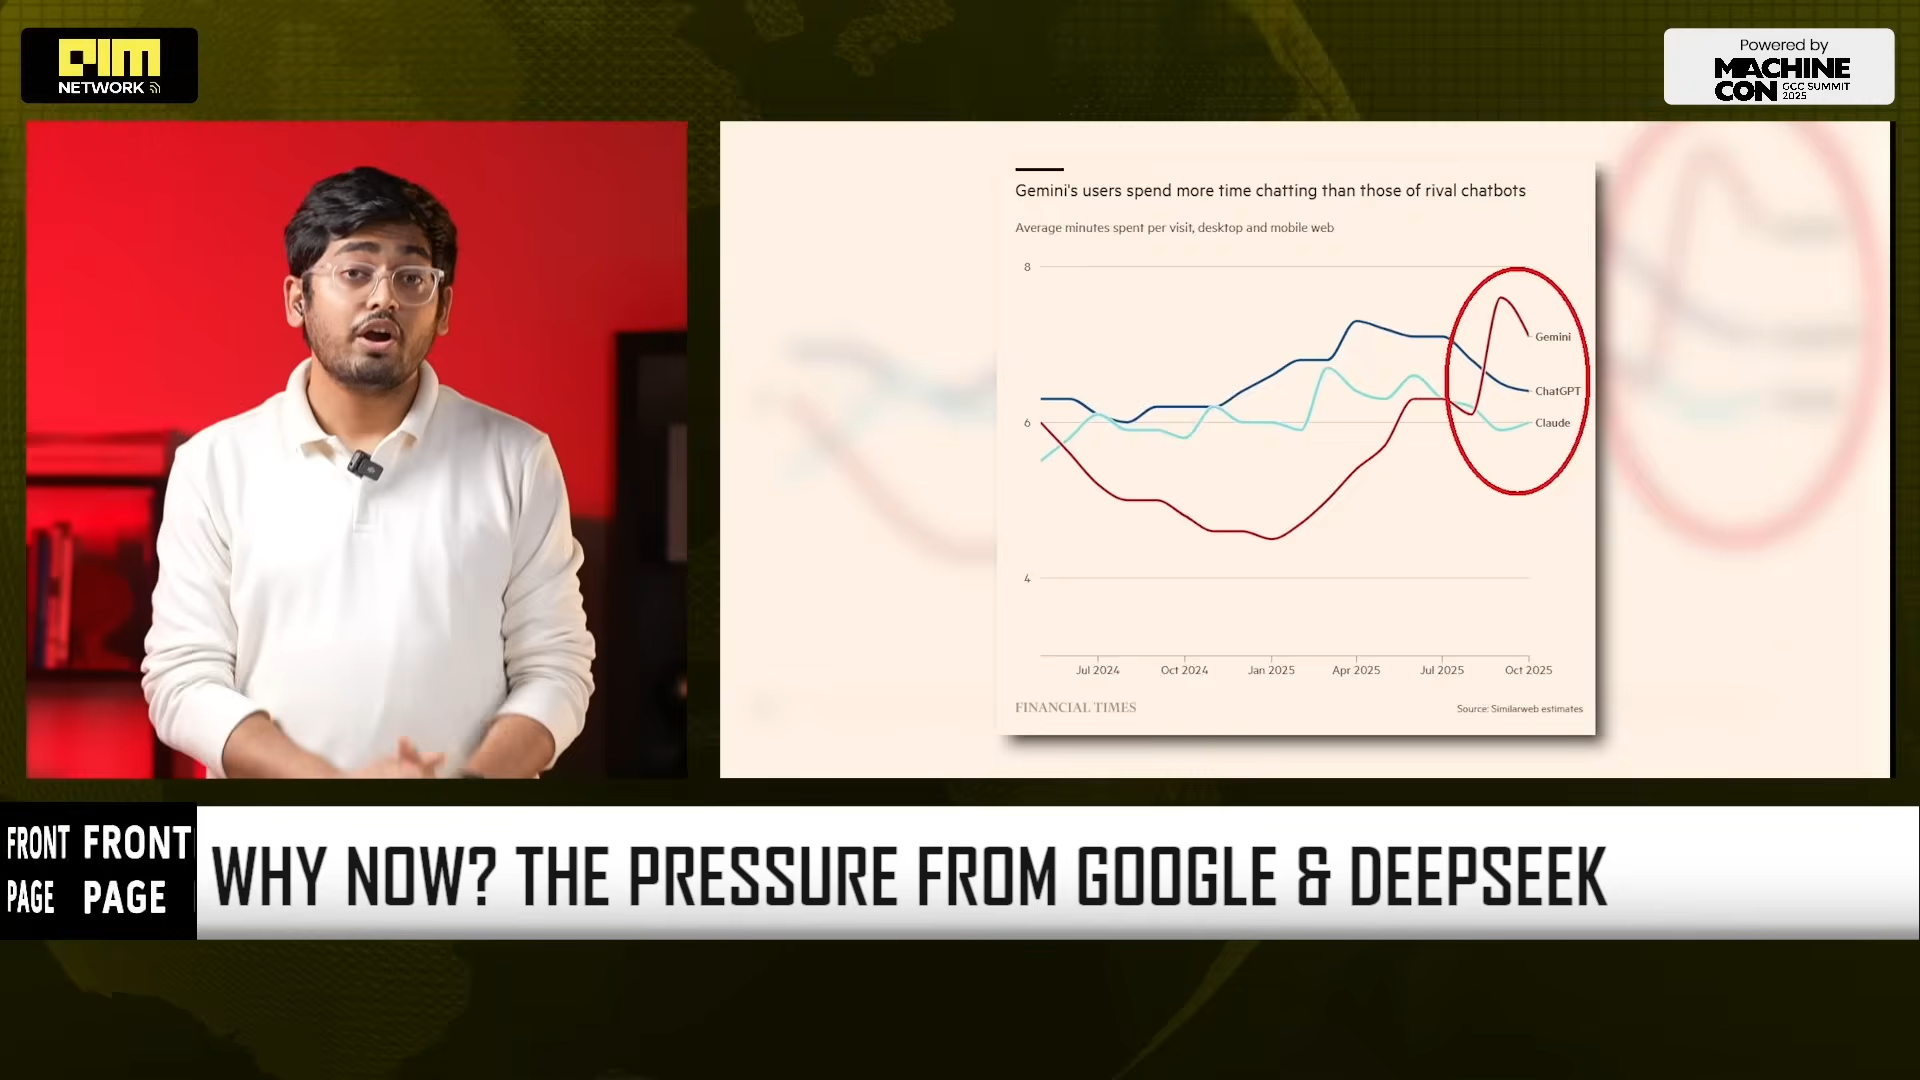 AIM
NETWORK
Powered by
MACHINE
CON GCC SUMMIT
2025
Gemini's users spend more time chatting than those of rival chatbots
Average minutes spent per visit, desktop and mobile web
8
6
4
Gemini
ChatGPT
Claude
Jul 2024 Oct 2024 Jan 2025 Apr 2025 Jul 2025 Oct 2025
FINANCIAL TIMES
Source: Similarweb estimates
FRONT FRONT
PAGE PAGE
WHY NOW? THE PRESSURE FROM GOOGLE & DEEPSEEK